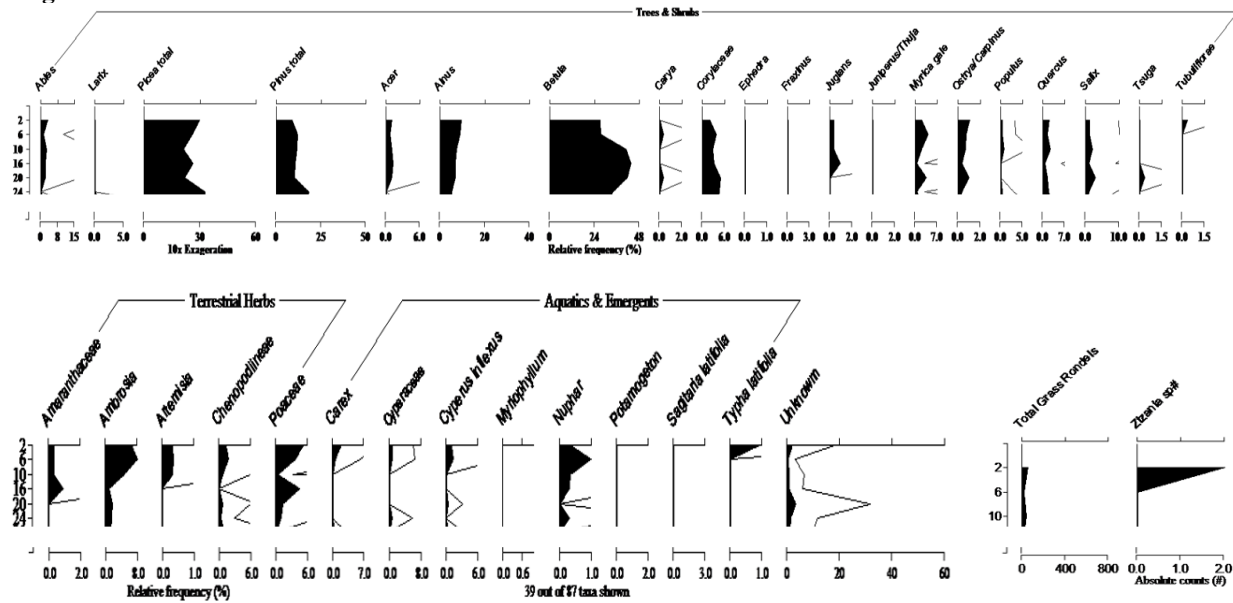 Trees & Shrubs
Abies Larix Picea total Pinus total Acer Alnus Betula Carya Corylaceae Ephedra Fraxinus Juglans Juniperus/Thuja Myrica gale Ostrya/Carpinus Populus Quercus Salix Tsuga Tubuliflorae
2
6
10
16
20
24
0 8 15 0.0 5.0 0 30 60 0 25 50 0.0 6.0 0 20 40 0 24 48 0.0 2.0 0.0 6.0 0.0 1.0 0.0 3.0 0.0 2.0 0.0 2.0 0.0 7.0 0.0 2.0 0.0 5.0 0.0 7.0 0.0 10.0 0.0 1.5 0.0 1.5
10x Exageration Relative frequency (%)
Terrestrial Herbs Aquatics & Emergents
Amaranthaceae Ambrosia Artemisia Chenopodiineae Poaceae Carex Cyperaceae Cyperus inflexus Myriophyllum Nuphar Potamogeton Sagittaria latifolia Typha latifolia Unknown Total Grass Rondels Zizania sp/#
2
6
10
16
20
24
2
6
10
0.0 2.0 0.0 8.0 0.0 3.0 0.0 6.0 0.0 6.0 0.0 7.0 0.0 8.0 0.0 6.0 0.0 0.6 0.0 1.0 0.0 2.0 0.0 3.0 0.0 1.0 0 20 40 60 0 400 800 0.0 1.0 2.0
Relative frequency (%) 39 out of 87 taxa shown Absolute counts (#)